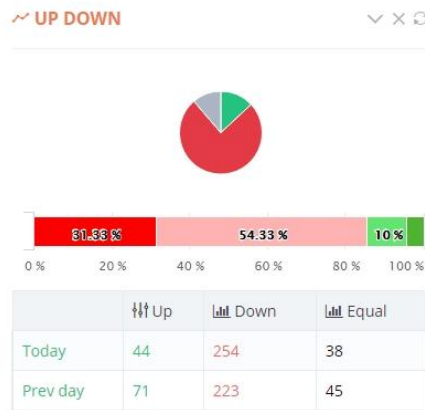 UP DOWN
31.33 % 54.33 % 10 %
0 % 20 % 40 % 60 % 80 % 100 %
Up Down Equal
Today 44 254 38
Prev day 71 223 45